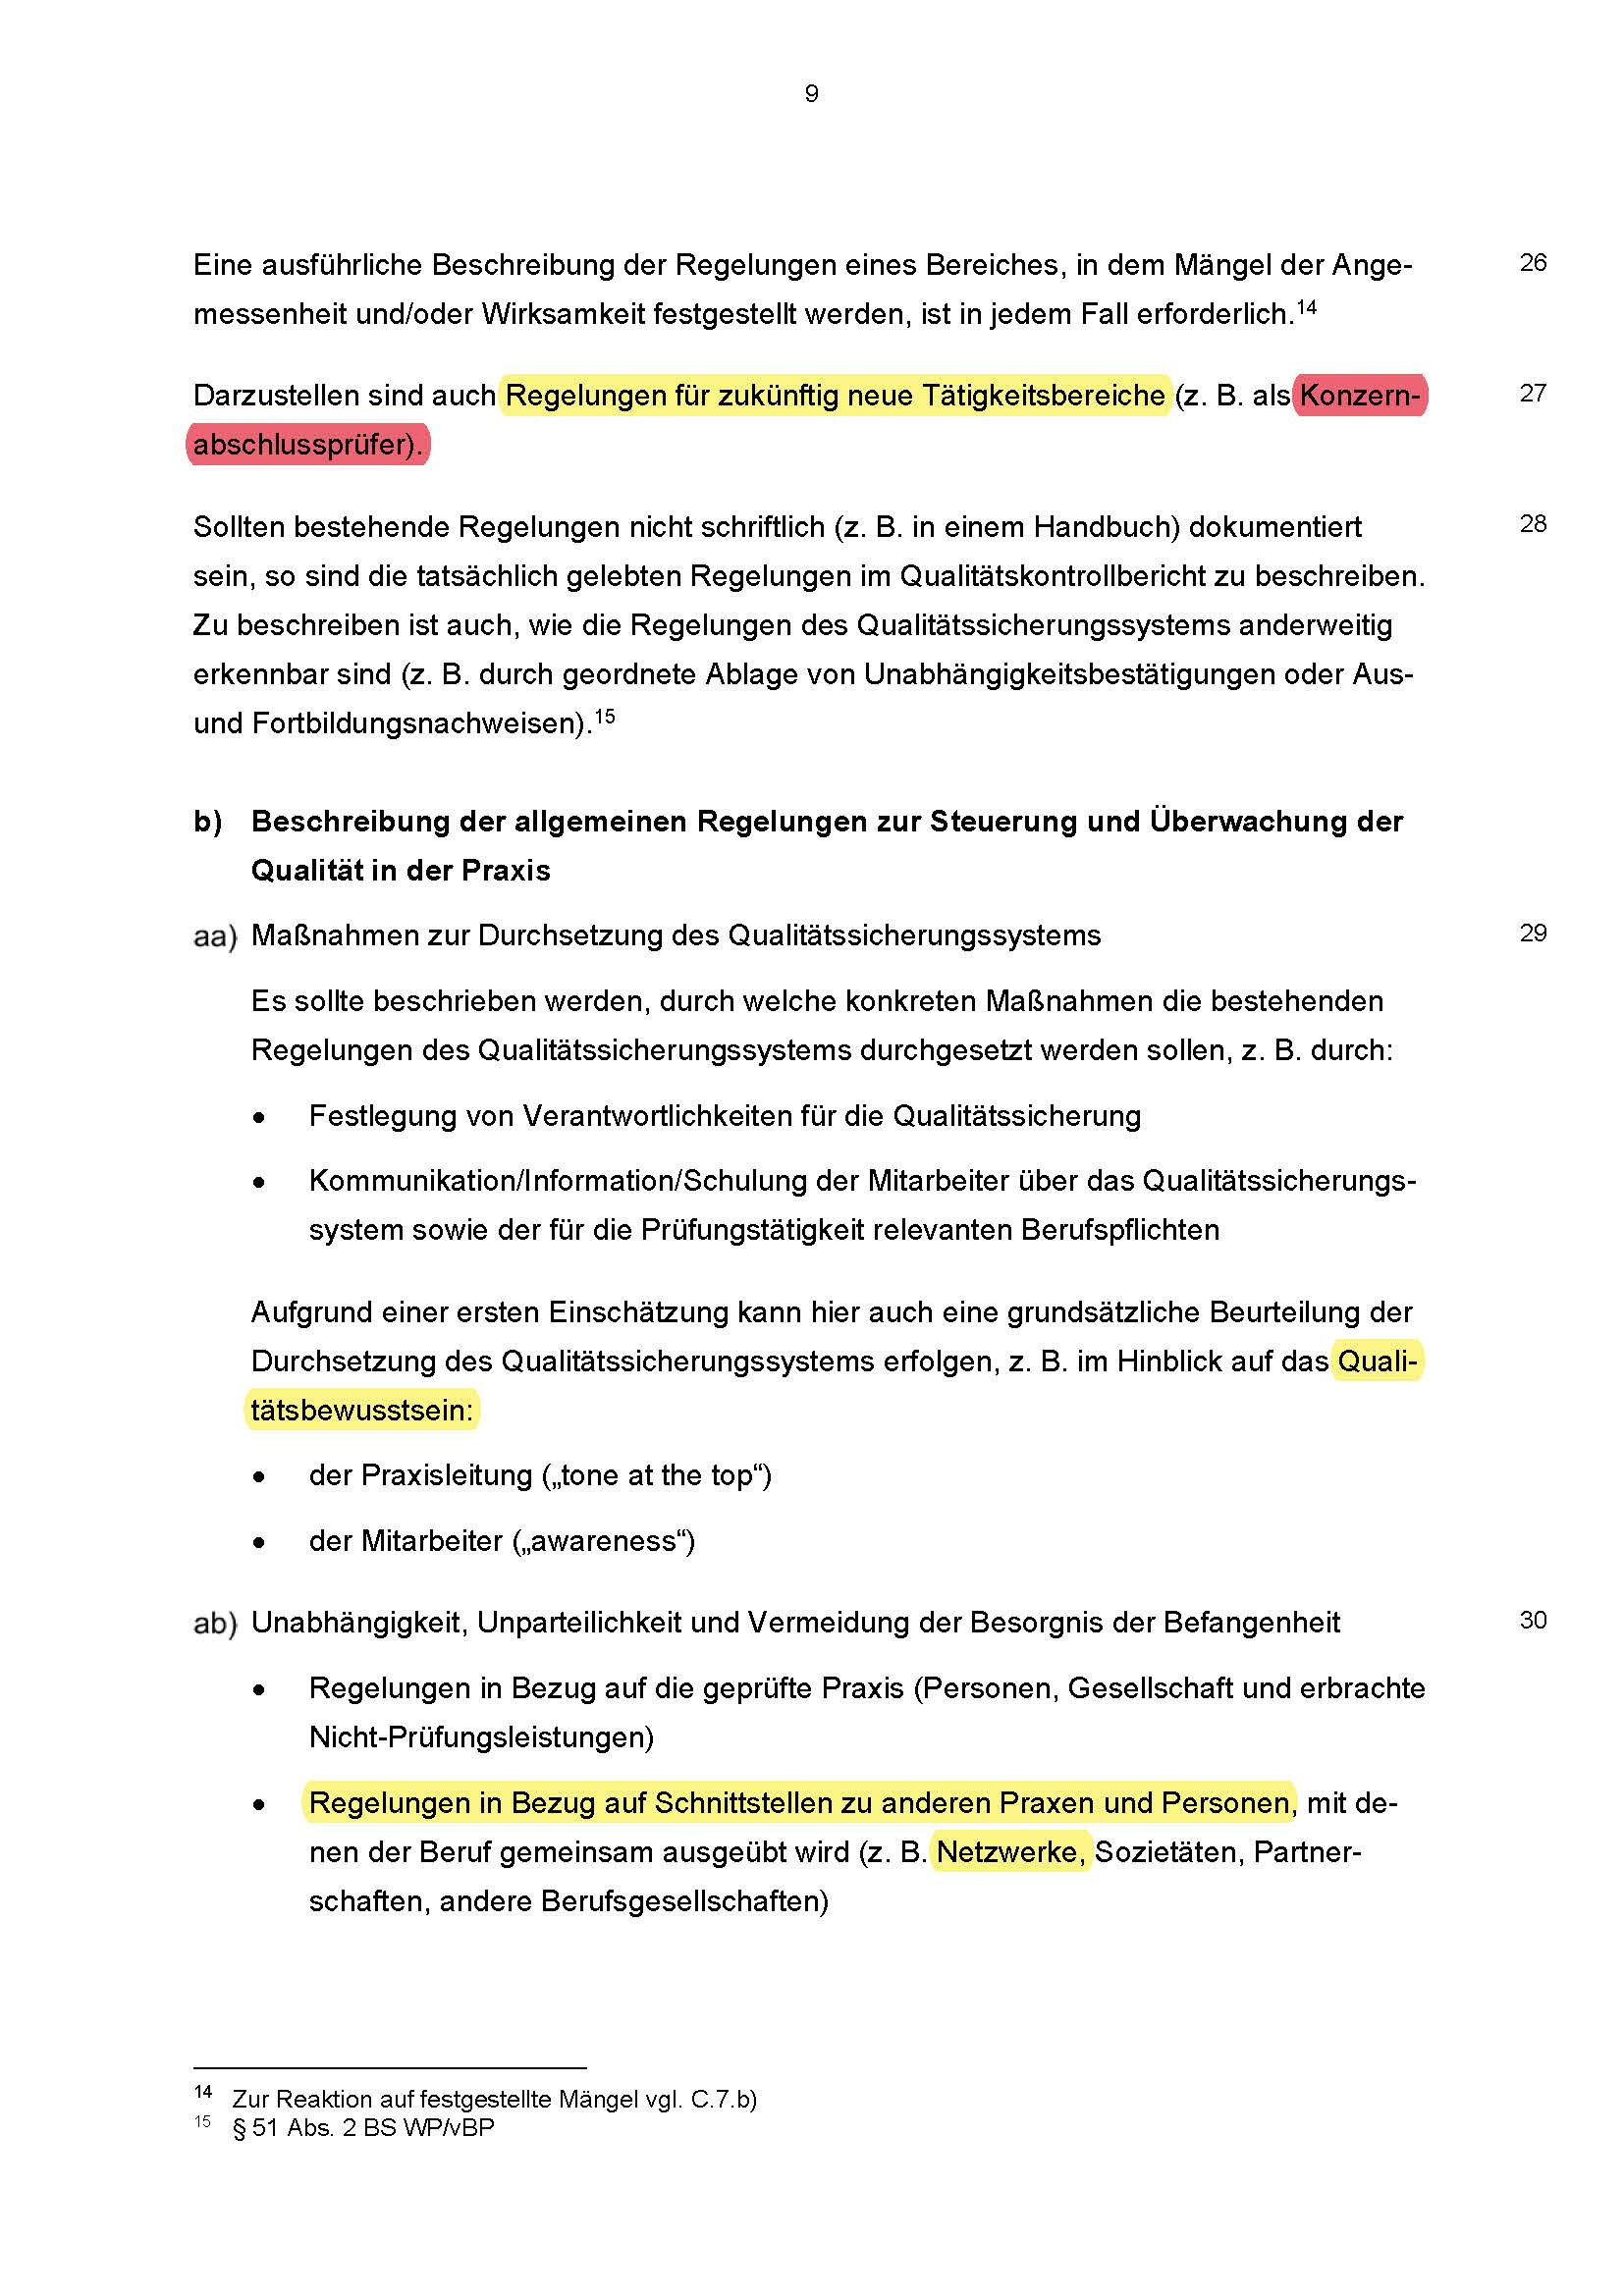 9
Eine ausführliche Beschreibung der Regelungen eines Bereiches, in dem Mängel der Ange- 26
messenheit und/oder Wirksamkeit festgestellt werden, ist in jedem Fall erforderlich.14
Darzustellen sind auch Regelungen für zukünftig neue Tätigkeitsbereiche (z. B. als Konzern- 27
abschlussprüfer).
Sollten bestehende Regelungen nicht schriftlich (z. B. in einem Handbuch) dokumentiert 28
sein, so sind die tatsächlich gelebten Regelungen im Qualitätskontrollbericht zu beschreiben.
Zu beschreiben ist auch, wie die Regelungen des Qualitätssicherungssystems anderweitig
erkennbar sind (z. B. durch geordnete Ablage von Unabhängigkeitsbestätigungen oder Aus-
und Fortbildungsnachweisen).15
b) Beschreibung der allgemeinen Regelungen zur Steuerung und Überwachung der
Qualität in der Praxis
aa) Maßnahmen zur Durchsetzung des Qualitätssicherungssystems 29
Es sollte beschrieben werden, durch welche konkreten Maßnahmen die bestehenden
Regelungen des Qualitätssicherungssystems durchgesetzt werden sollen, z. B. durch:
• Festlegung von Verantwortlichkeiten für die Qualitätssicherung
• Kommunikation/Information/Schulung der Mitarbeiter über das Qualitätssicherungs-
system sowie der für die Prüfungstätigkeit relevanten Berufspflichten
Aufgrund einer ersten Einschätzung kann hier auch eine grundsätzliche Beurteilung der
Durchsetzung des Qualitätssicherungssystems erfolgen, z. B. im Hinblick auf das Quali-
tätsbewusstsein:
• der Praxisleitung („tone at the top“)
• der Mitarbeiter („awareness“)
ab) Unabhängigkeit, Unparteilichkeit und Vermeidung der Besorgnis der Befangenheit 30
• Regelungen in Bezug auf die geprüfte Praxis (Personen, Gesellschaft und erbrachte
Nicht-Prüfungsleistungen)
• Regelungen in Bezug auf Schnittstellen zu anderen Praxen und Personen, mit de-
nen der Beruf gemeinsam ausgeübt wird (z. B. Netzwerke, Sozietäten, Partner-
schaften, andere Berufsgesellschaften)
14 Zur Reaktion auf festgestellte Mängel vgl. C.7.b)
15 § 51 Abs. 2 BS WP/vBP